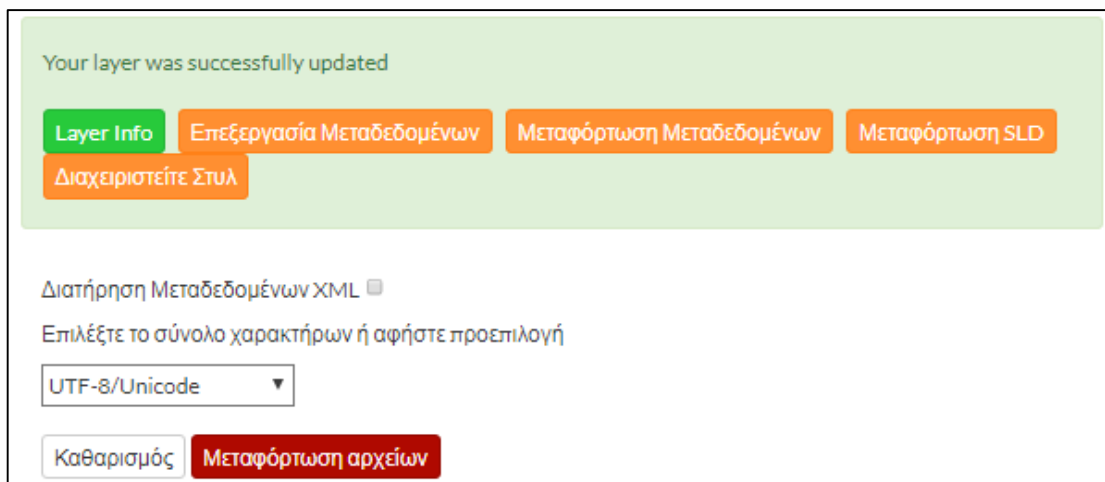 Your layer was successfully updated
Layer Info Επεξεργασία Μεταδεδομένων Μεταφόρτωση Μεταδεδομένων Μεταφόρτωση SLD
Διαχειριστείτε Στυλ
Διατήρηση Μεταδεδομένων XML
Επιλέξτε το σύνολο χαρακτήρων ή αφήστε προεπιλογή
UTF-8/Unicode
Καθαρισμός Μεταφόρτωση αρχείων